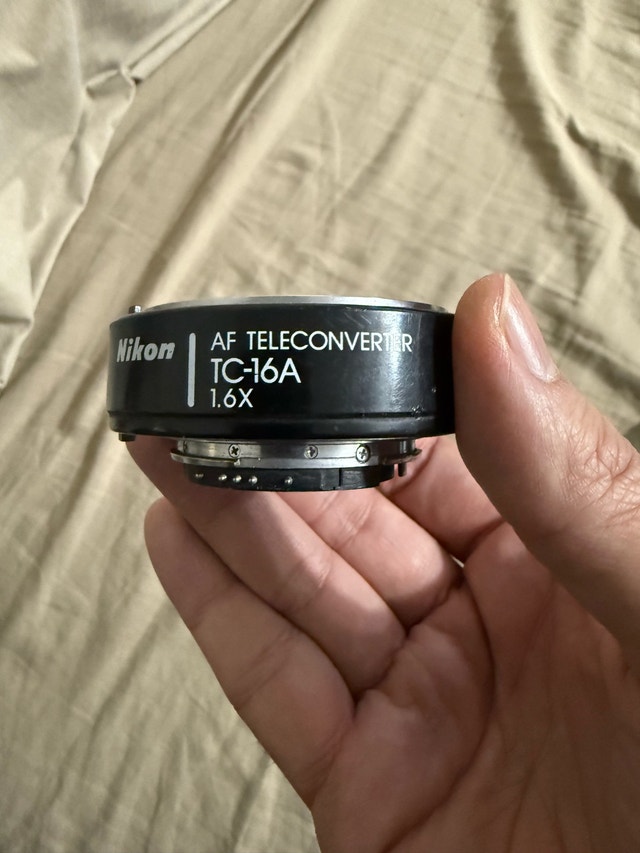 Nikon
AF TELECONVERTER
TC-16A
1.6X